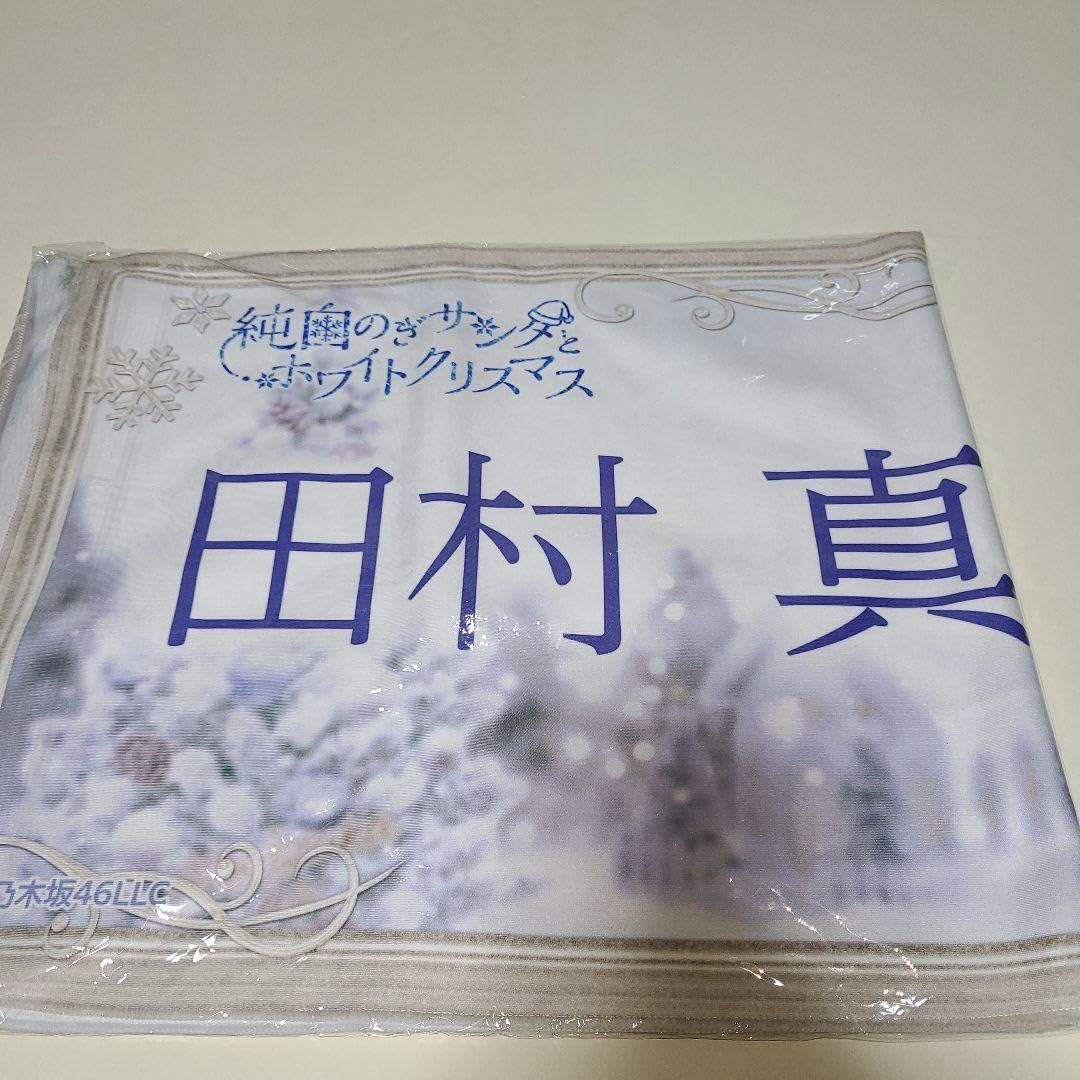 純白のぎサンタと
ホワイトクリスマス
田村 真
乃木坂46LLC